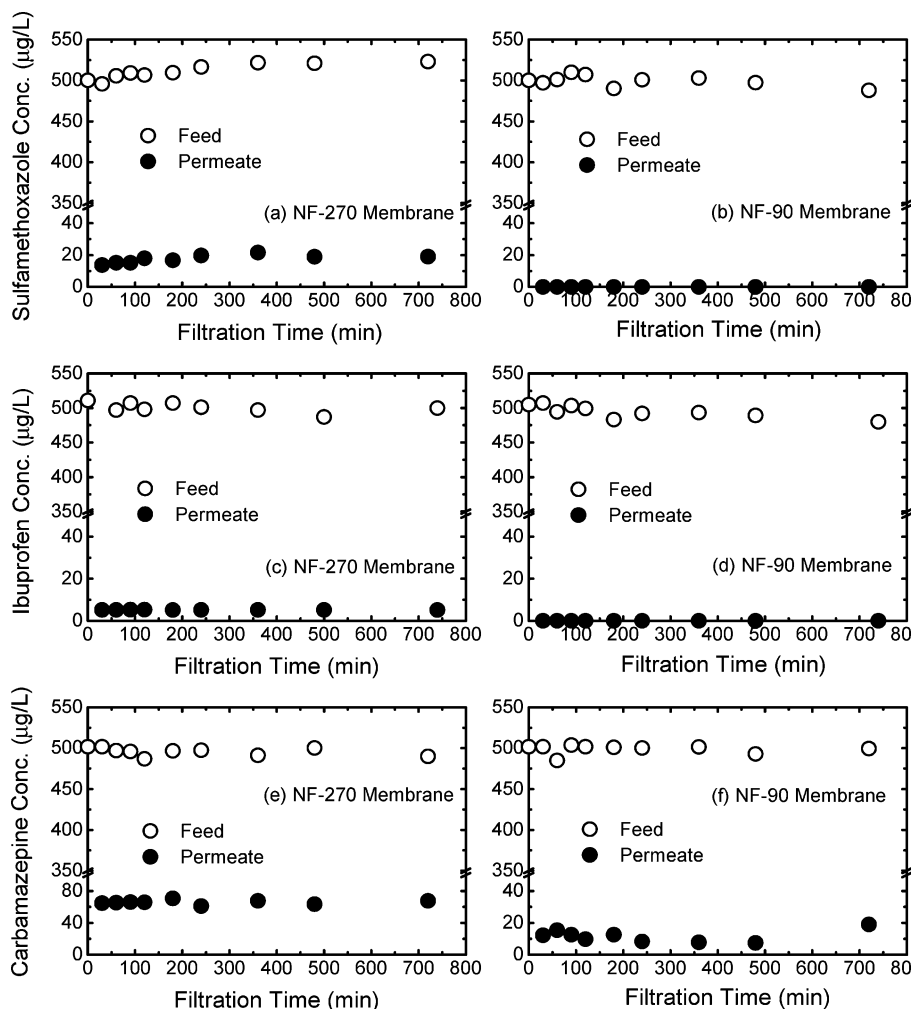 Sulfamethoxazole Conc. (µg/L)
550
500
450
400
350
40
20
0
Feed
Permeate
(a) NF-270 Membrane
0 100 200 300 400 500 600 700 800
Filtration Time (min)
550
500
450
400
350
40
20
0
Feed
Permeate
(b) NF-90 Membrane
0 100 200 300 400 500 600 700 800
Filtration Time (min)
Ibuprofen Conc. (µg/L)
550
500
450
400
350
40
20
0
Feed
Permeate
(c) NF-270 Membrane
0 100 200 300 400 500 600 700 800
Filtration Time (min)
550
500
450
400
350
40
20
0
Feed
Permeate
(d) NF-90 Membrane
0 100 200 300 400 500 600 700 800
Filtration Time (min)
Carbamazepine Conc. (µg/L)
550
500
450
400
350
80
40
0
(e) NF-270 Membrane
Feed
Permeate
0 100 200 300 400 500 600 700 800
Filtration Time (min)
550
500
450
400
350
40
20
0
(f) NF-90 Membrane
Feed
Permeate
0 100 200 300 400 500 600 700 800
Filtration Time (min)